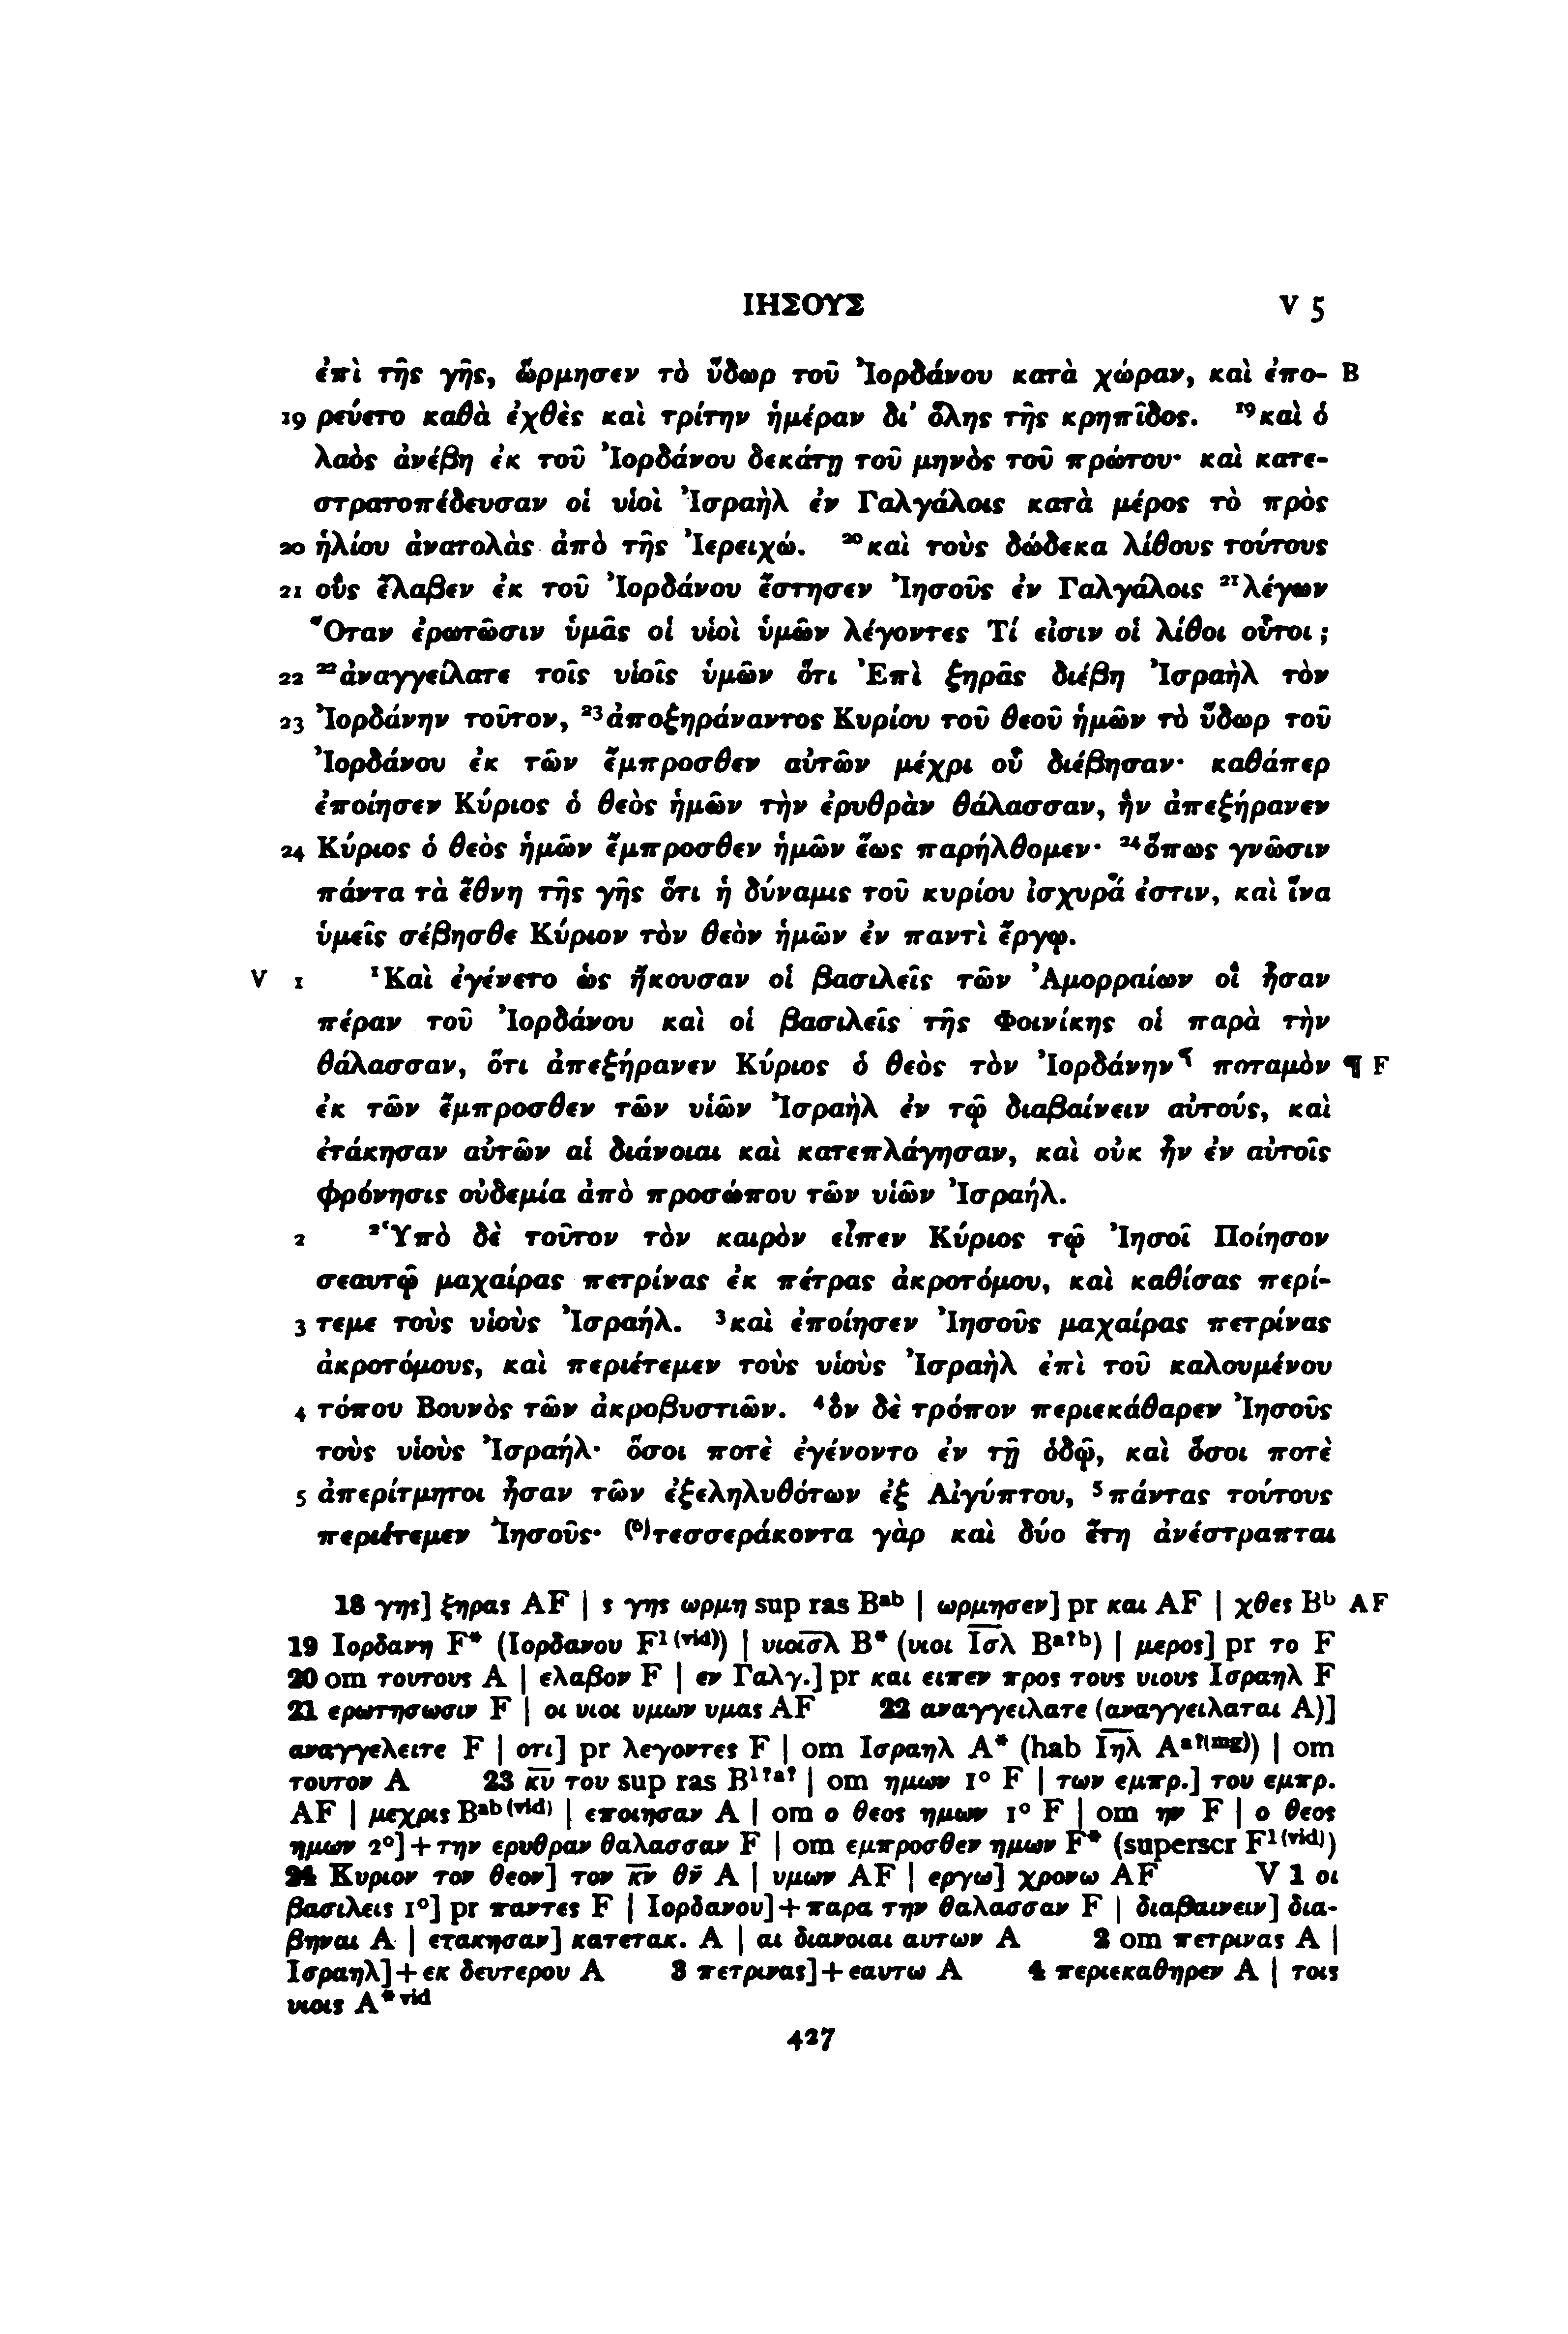 ΙΗΣΟΥΣ V 5
ἐπὶ τῆς γῆς, ὥρμησεν τὸ ὕδωρ τοῦ Ἰορδάνου κατὰ χώραν, καὶ ἐπο- B
19 ρεύετο καθὰ ἐχθὲς καὶ τρίτην ἡμέραν δι' ὅλης τῆς κρηπῖδος. ¹⁹καὶ ὁ
λαὸς ἀνέβη ἐκ τοῦ Ἰορδάνου δεκάτῃ τοῦ μηνὸς τοῦ πρώτου· καὶ κατε-
στρατοπέδευσαν οἱ υἱοὶ Ἰσραὴλ ἐν Γαλγάλοις κατὰ μέρος τὸ πρὸς
20 ἡλίου ἀνατολὰς ἀπὸ τῆς Ἰερειχώ. ²⁰καὶ τοὺς δώδεκα λίθους τούτους
21 οὓς ἔλαβεν ἐκ τοῦ Ἰορδάνου ἔστησεν Ἰησοῦς ἐν Γαλγάλοις ²¹λέγων
Ὅταν ἐρωτῶσιν ὑμᾶς οἱ υἱοὶ ὑμῶν λέγοντες Τί εἰσιν οἱ λίθοι οὗτοι;
22 ²²ἀναγγείλατε τοῖς υἱοῖς ὑμῶν ὅτι Ἐπὶ ξηρᾶς διέβη Ἰσραὴλ τὸν
23 Ἰορδάνην τοῦτον, ²³ἀποξηράναντος Κυρίου τοῦ θεοῦ ἡμῶν τὸ ὕδωρ τοῦ
Ἰορδάνου ἐκ τῶν ἔμπροσθεν αὐτῶν μέχρι οὗ διέβησαν· καθάπερ
ἐποίησεν Κύριος ὁ θεὸς ἡμῶν τὴν ἐρυθρὰν θάλασσαν, ἣν ἀπεξήρανεν
24 Κύριος ὁ θεὸς ἡμῶν ἔμπροσθεν ἡμῶν ἕως παρήλθομεν· ²⁴ὅπως γνῶσιν
πάντα τὰ ἔθνη τῆς γῆς ὅτι ἡ δύναμις τοῦ κυρίου ἰσχυρά ἐστιν, καὶ ἵνα
ὑμεῖς σέβησθε Κύριον τὸν θεὸν ἡμῶν ἐν παντὶ ἔργῳ.
V 1 ¹Καὶ ἐγένετο ὡς ἤκουσαν οἱ βασιλεῖς τῶν Ἀμορραίων οἳ ἦσαν
πέραν τοῦ Ἰορδάνου καὶ οἱ βασιλεῖς τῆς Φοινίκης οἱ παρὰ τὴν
θάλασσαν, ὅτι ἀπεξήρανεν Κύριος ὁ θεὸς τὸν Ἰορδάνην¶ ποταμὸν ¶ F
ἐκ τῶν ἔμπροσθεν τῶν υἱῶν Ἰσραὴλ ἐν τῷ διαβαίνειν αὐτούς, καὶ
ἐτάκησαν αὐτῶν αἱ διάνοιαι καὶ κατεπλάγησαν, καὶ οὐκ ἦν ἐν αὐτοῖς
φρόνησις οὐδεμία ἀπὸ προσώπου τῶν υἱῶν Ἰσραήλ.
2 ²Ὑπὸ δὲ τοῦτον τὸν καιρὸν εἶπεν Κύριος τῷ Ἰησοῖ Ποίησον
σεαυτῷ μαχαίρας πετρίνας ἐκ πέτρας ἀκροτόμου, καὶ καθίσας περί-
3 τεμε τοὺς υἱοὺς Ἰσραήλ. ³καὶ ἐποίησεν Ἰησοῦς μαχαίρας πετρίνας
ἀκροτόμους, καὶ περιέτεμεν τοὺς υἱοὺς Ἰσραὴλ ἐπὶ τοῦ καλουμένου
4 τόπου Βουνὸς τῶν ἀκροβυστιῶν. ⁴ὃν δὲ τρόπον περιεκάθαρεν Ἰησοῦς
τοὺς υἱοὺς Ἰσραήλ· ὅσοι ποτὲ ἐγένοντο ἐν τῇ ὁδῷ, καὶ ὅσοι ποτὲ
5 ἀπερίτμητοι ἦσαν τῶν ἐξεληλυθότων ἐξ Αἰγύπτου, ⁵πάντας τούτους
περιέτεμεν Ἰησοῦς· ⁽⁶⁾τεσσεράκοντα γὰρ καὶ δύο ἔτη ἀνέστραπται
18 γης] ξηρας AF | ς γης ωρμη sup ras Bᵃᵇ | ωρμησεν] pr και AF | χθες Bᵇ AF
19 Ιορδανη F* (Ιορδανου F¹⁽ᵛⁱᵈ⁾) | υιοισ̅λ̅ B* (υιοι Ι̅σ̅λ̅ Bᵃ?ᵇ) | μερος] pr το F
20 om τουτους A | ελαβον F | εν Γαλγ.] pr και ειπεν προς τους υιους Ισραηλ F
21 ερωτησωσιν F | οι υιοι υμων υμας AF 22 αναγγειλατε (αναγγειλαται A)]
αναγγελειτε F | οτι] pr λεγοντες F | om Ισραηλ A* (hab Ι̅η̅λ̅ Aᵃ?⁽ᵐᵍ⁾) | om
τουτον A 23 κ̅υ̅ του sup ras B¹?ᵃ? | om ημων 1° F | των εμπρ.] του εμπρ.
AF | μεχρις Bᵃᵇ⁽ᵛⁱᵈ⁾ | εποιησαν A | om ο θεος ημων 1° F | om ην F | ο θεος
ημων 2°]+την ερυθραν θαλασσαν F | om εμπροσθεν ημων F* (superscr F¹⁽ᵛⁱᵈ⁾)
24 Κυριον τον θεον] τον κ̅ν̅ θ̅ν̅ A | υμων AF | εργω] χρονω AF V 1 οι
βασιλεις 1°] pr παντες F | Ιορδανου]+παρα την θαλασσαν F | διαβαινειν] δια-
βηναι A | ετακησαν] κατετακ. A | αι διανοιαι αυτων A 2 om πετρινας A |
Ισραηλ]+εκ δευτερου A 3 πετρινας]+εαυτω A 4 περιεκαθηρεν A | τοις
υιοις A*ᵛⁱᵈ
427